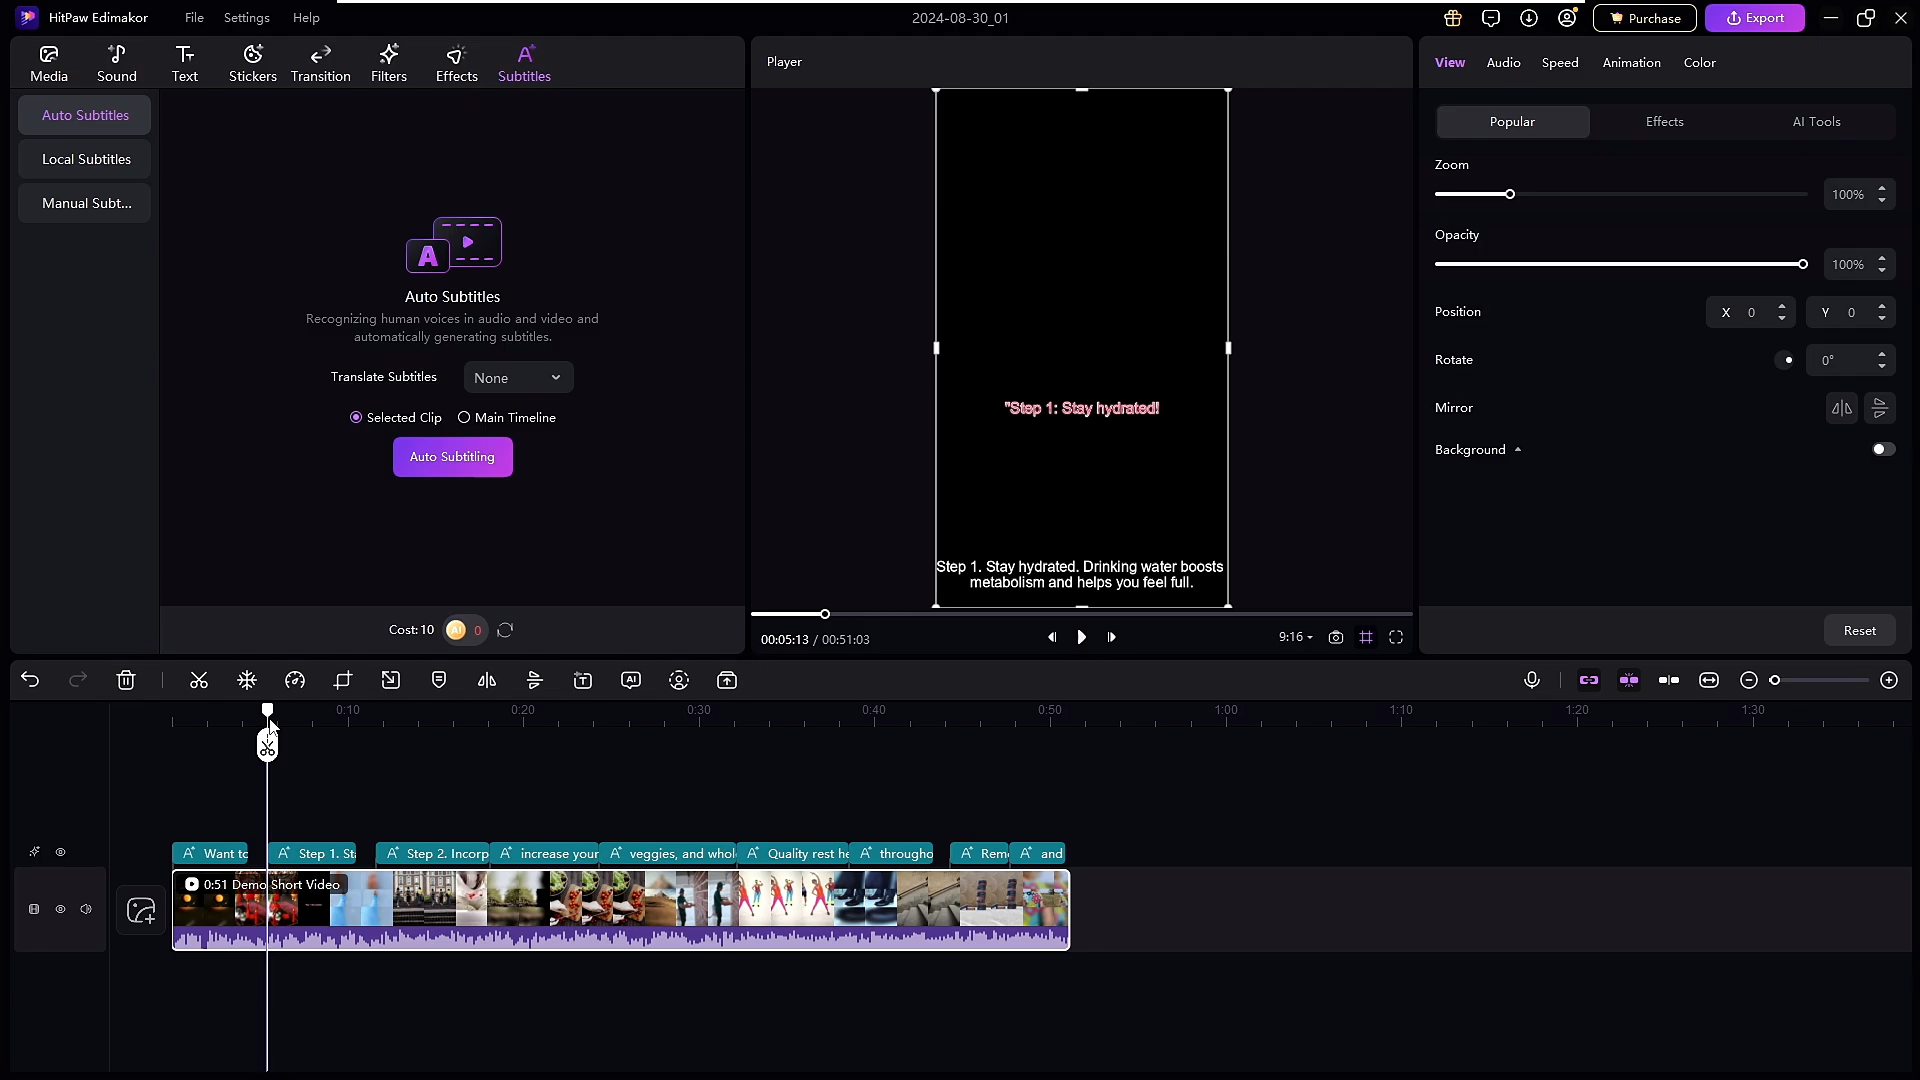 HitPaw Edimakor
File
Settings
Help
2024-08-30_01
Purchase
Export
Media
Sound
Text
Stickers
Transition
Filters
Effects
Subtitles
Player
View
Audio
Speed
Animation
Color
Auto Subtitles
Local Subtitles
Manual Subt...
Auto Subtitles
Recognizing human voices in audio and video and
automatically generating subtitles.
Translate Subtitles
None
Selected Clip
Main Timeline
Auto Subtitling
Cost: 10
AI
0
"Step 1: Stay hydrated!
Step 1. Stay hydrated. Drinking water boosts
metabolism and helps you feel full.
00:05:13 / 00:51:03
9:16
Popular
Effects
AI Tools
Zoom
100%
Opacity
100%
Position
X 0
Y 0
Rotate
0°
Mirror
Background
Reset
0:10
0:20
0:30
0:40
0:50
1:00
1:10
1:20
1:30
Want to
Step 1. Sta
Step 2. Incorp
increase your
veggies, and whol
Quality rest he
througho
Rem
and
0:51 Demo Short Video